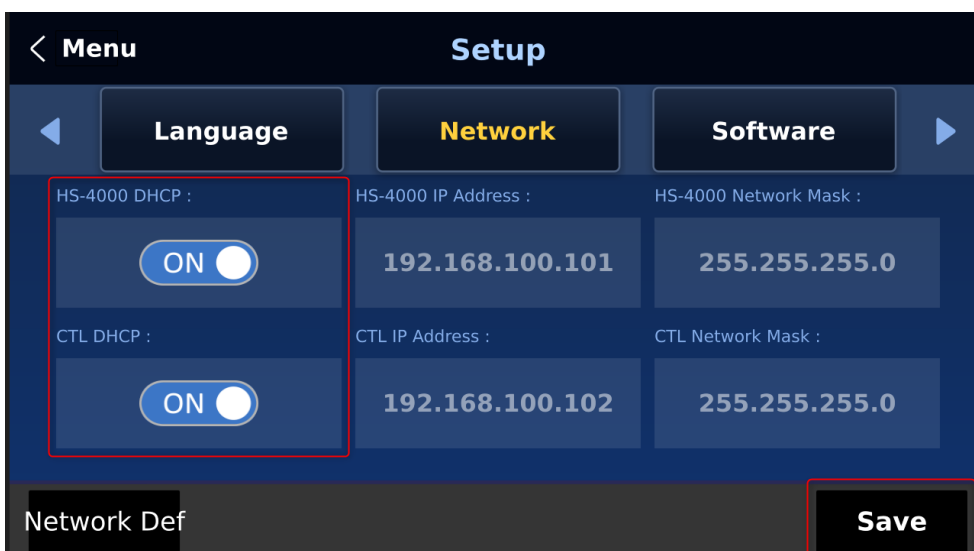 Menu
Setup
Language
Network
Software
HS-4000 DHCP :
HS-4000 IP Address :
HS-4000 Network Mask :
ON
192.168.100.101
255.255.255.0
CTL DHCP :
CTL IP Address :
CTL Network Mask :
ON
192.168.100.102
255.255.255.0
Network Def
Save